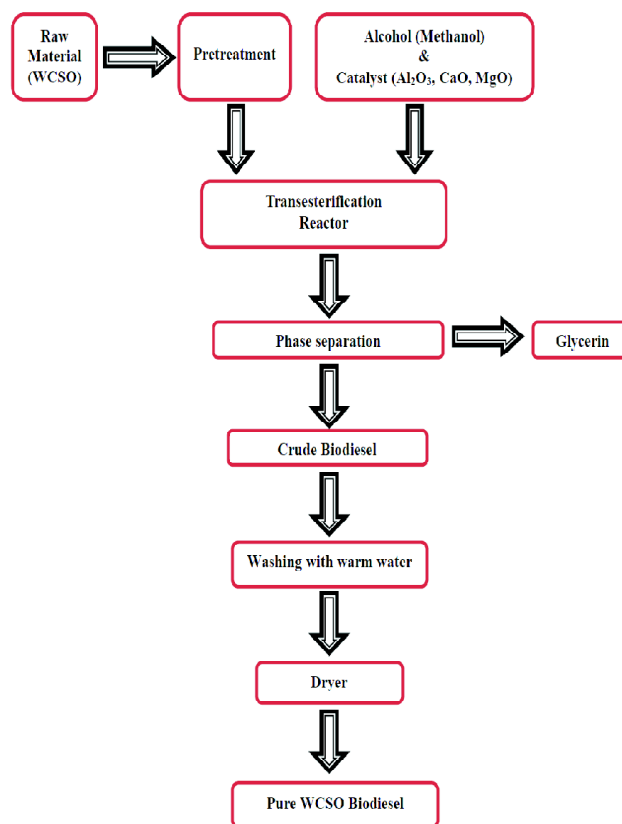 Raw
Material
(WCSO)
Pretreatment
Alcohol (Methanol)
&
Catalyst (Al₂O₃, CaO, MgO)
Transesterification
Reactor
Phase separation
Glycerin
Crude Biodiesel
Washing with warm water
Dryer
Pure WCSO Biodiesel